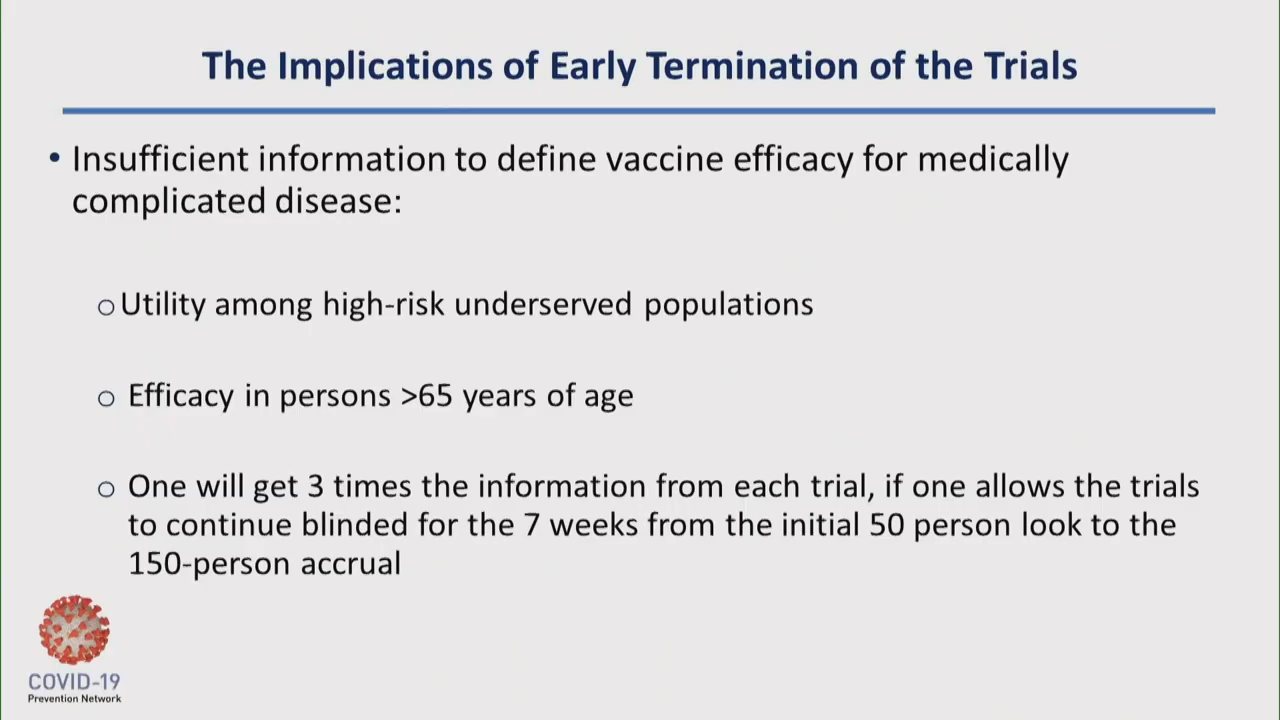 The Implications of Early Termination of the Trials
• Insufficient information to define vaccine efficacy for medically
complicated disease:
o Utility among high-risk underserved populations
o Efficacy in persons >65 years of age
o One will get 3 times the information from each trial, if one allows the trials
to continue blinded for the 7 weeks from the initial 50 person look to the
150-person accrual
COVID-19
Prevention Network